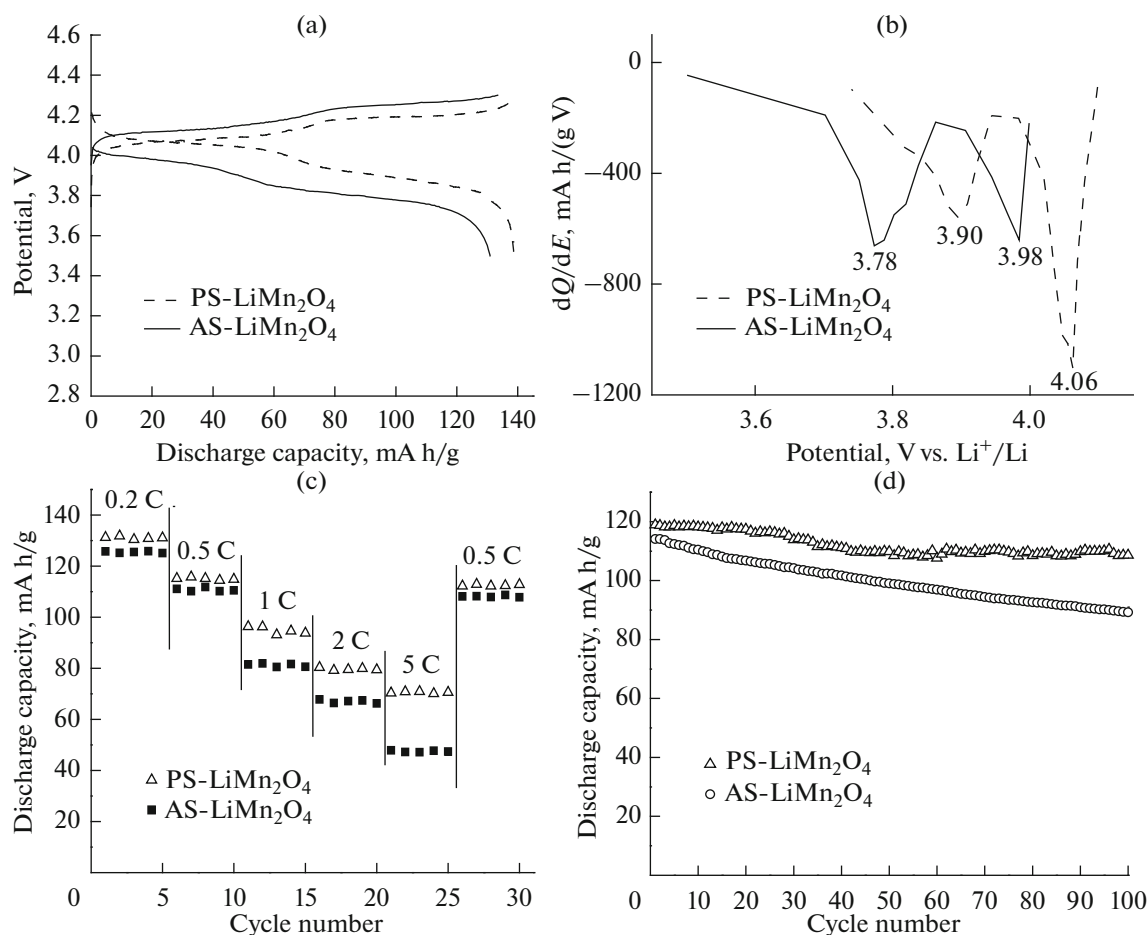 (a)
4.6
4.4
4.2
4.0
3.8
3.6
3.4
3.2
3.0
2.8
Potential, V
PS-LiMn₂O₄
AS-LiMn₂O₄
0 20 40 60 80 100 120 140
Discharge capacity, mA h/g
(b)
0
−400
−800
−1200
dQ/dE, mA h/(g V)
3.78
3.90
3.98
4.06
PS-LiMn₂O₄
AS-LiMn₂O₄
3.6 3.8 4.0
Potential, V vs. Li⁺/Li
(c)
140
120
100
80
60
40
20
Discharge capacity, mA h/g
0.2 C
0.5 C
1 C
2 C
5 C
0.5 C
PS-LiMn₂O₄
AS-LiMn₂O₄
0 5 10 15 20 25 30
Cycle number
(d)
120
100
80
60
40
20
Discharge capacity, mA h/g
PS-LiMn₂O₄
AS-LiMn₂O₄
0 10 20 30 40 50 60 70 80 90 100
Cycle number